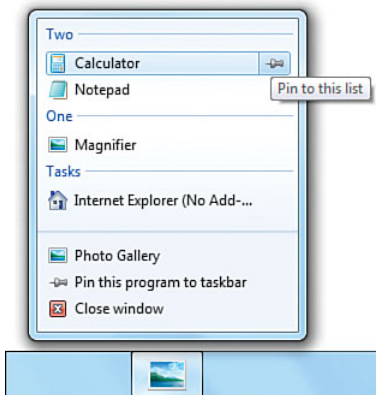 Two
Calculator
Pin to this list
Notepad
One
Magnifier
Tasks
Internet Explorer (No Add-...
Photo Gallery
Pin this program to taskbar
Close window